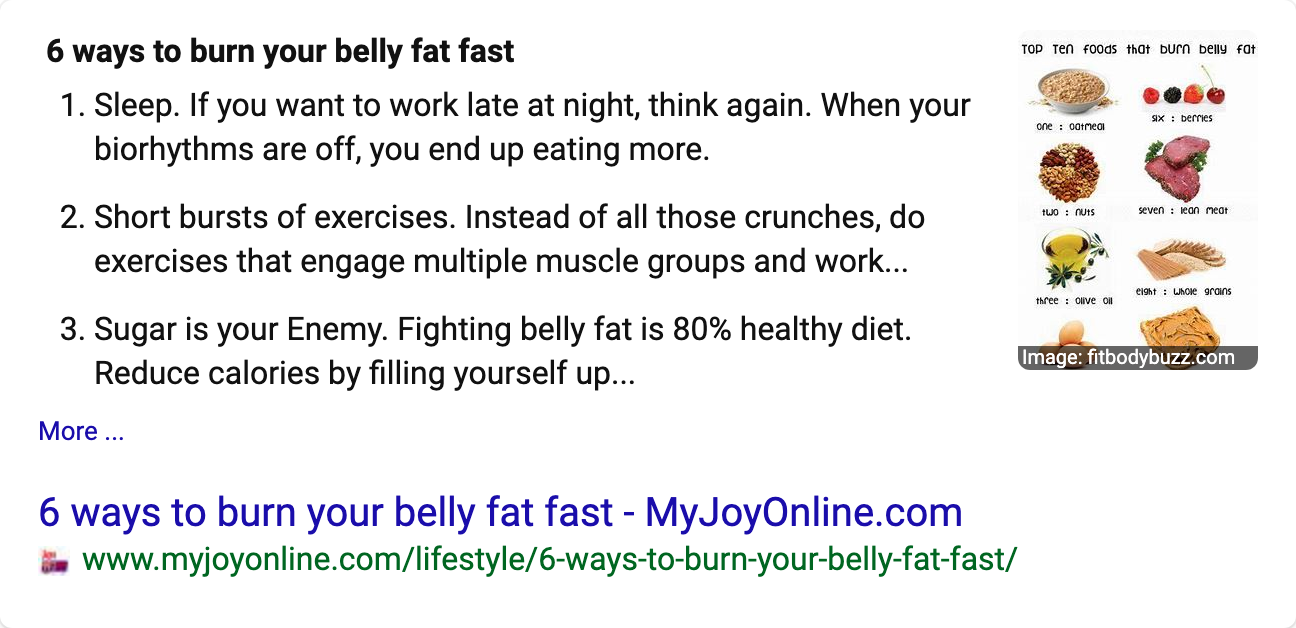 6 ways to burn your belly fat fast
1. Sleep. If you want to work late at night, think again. When your
biorhythms are off, you end up eating more.
2. Short bursts of exercises. Instead of all those crunches, do
exercises that engage multiple muscle groups and work...
3. Sugar is your Enemy. Fighting belly fat is 80% healthy diet.
Reduce calories by filling yourself up...
More ...
TOP Ten FOODS that burn belly fat
one : oatmeal
six : berries
two : nuts
seven : lean meat
three : olive oil
eight : whole grains
Image: fitbodybuzz.com
6 ways to burn your belly fat fast - MyJoyOnline.com
www.myjoyonline.com/lifestyle/6-ways-to-burn-your-belly-fat-fast/